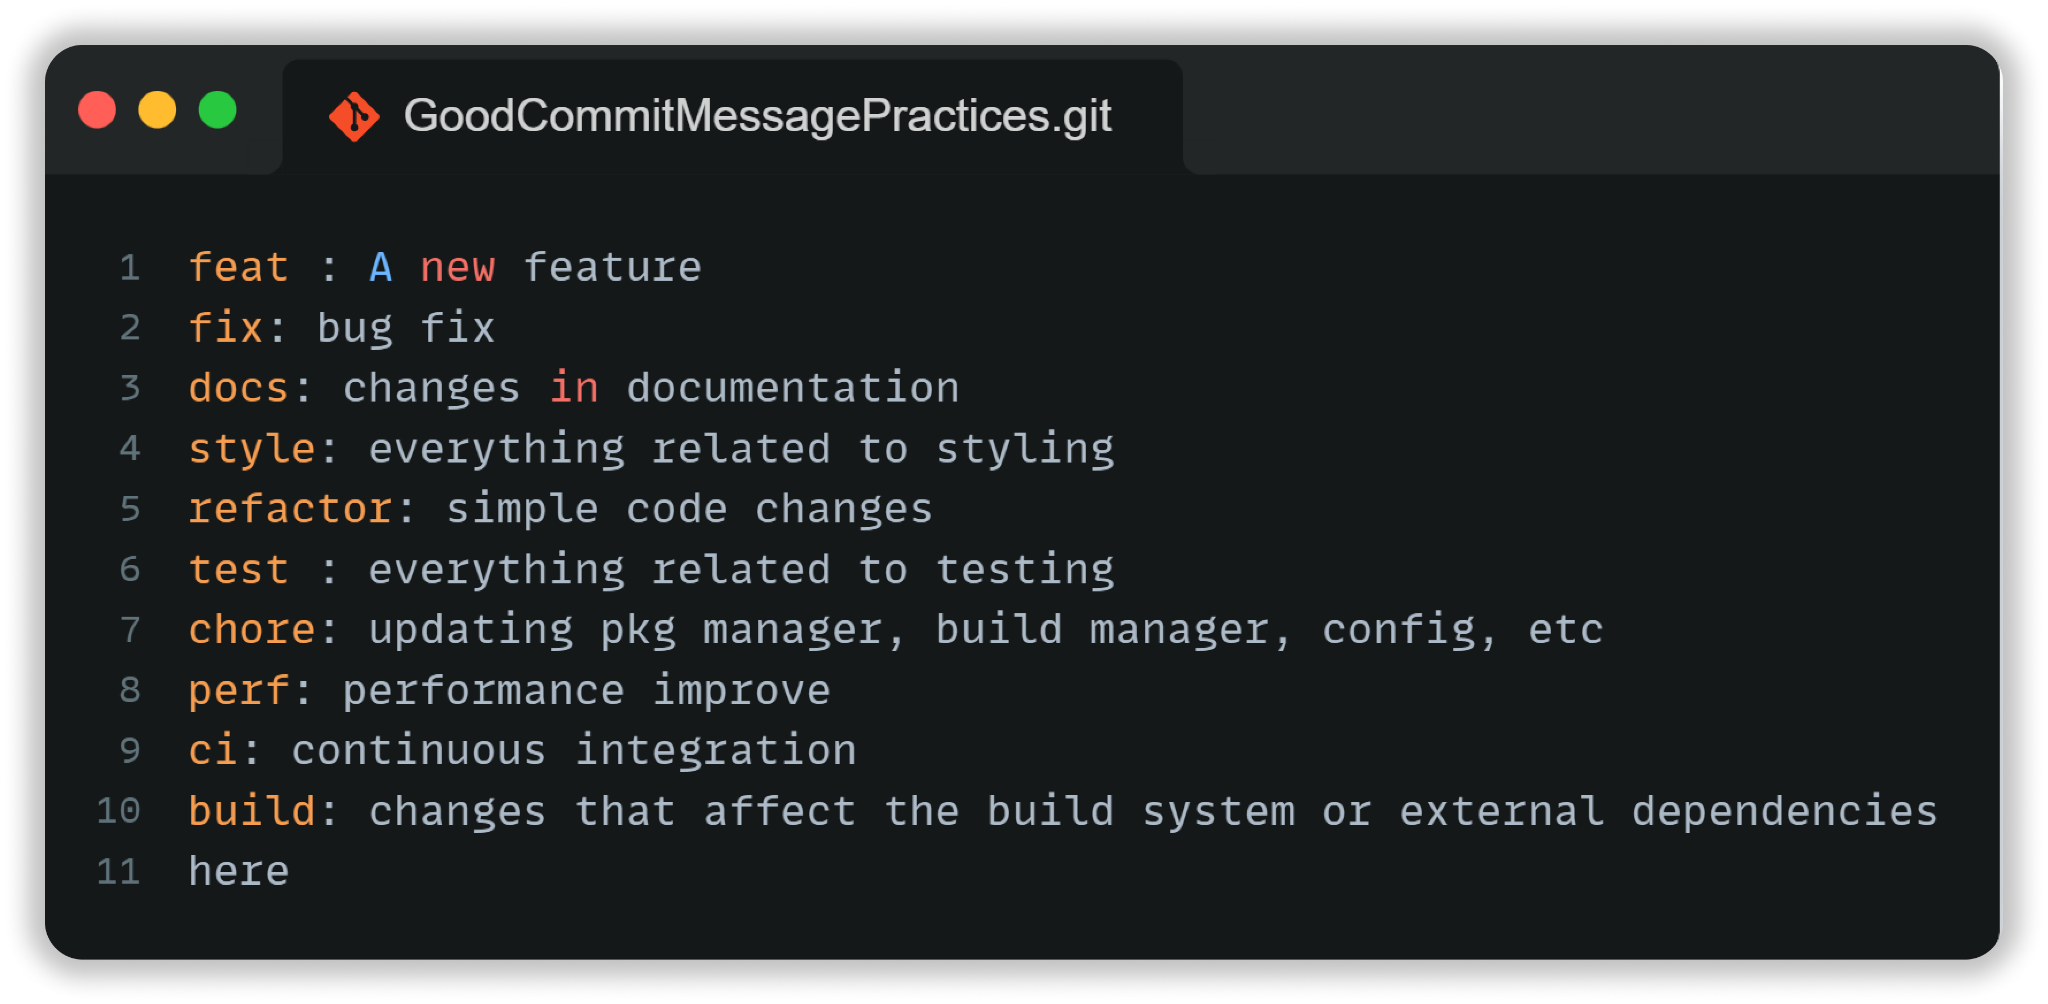 GoodCommitMessagePractices.git
1 feat : A new feature
2 fix: bug fix
3 docs: changes in documentation
4 style: everything related to styling
5 refactor: simple code changes
6 test : everything related to testing
7 chore: updating pkg manager, build manager, config, etc
8 perf: performance improve
9 ci: continuous integration
10 build: changes that affect the build system or external dependencies
11 here